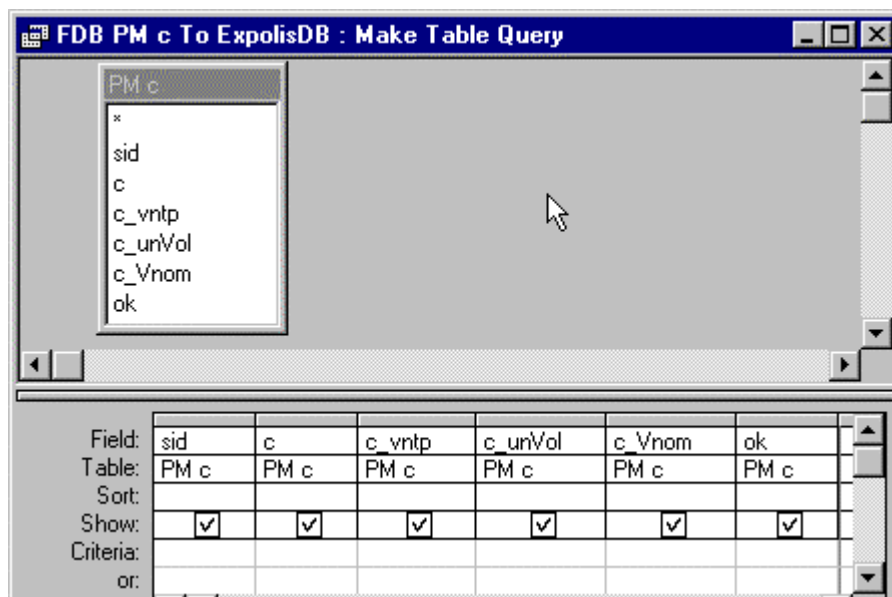 FDB PM c To ExpolisDB : Make Table Query
PM c
*
sid
c
c_vntp
c_unVol
c_Vnom
ok
Field: sid c c_vntp c_unVol c_Vnom ok
Table: PM c PM c PM c PM c PM c PM c
Sort:
Show:
Criteria:
or: